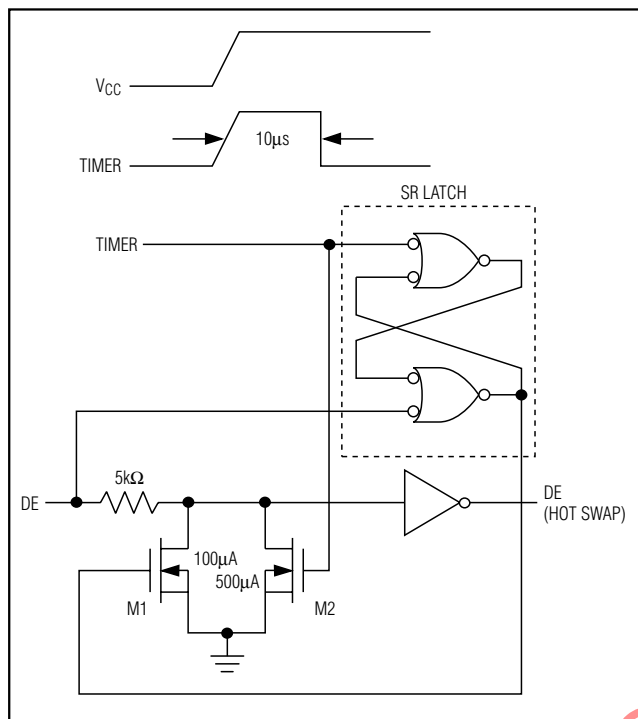 VCC
10μs
TIMER
SR LATCH
TIMER
5kΩ
DE
DE
(HOT SWAP)
100μA
500μA
M1
M2